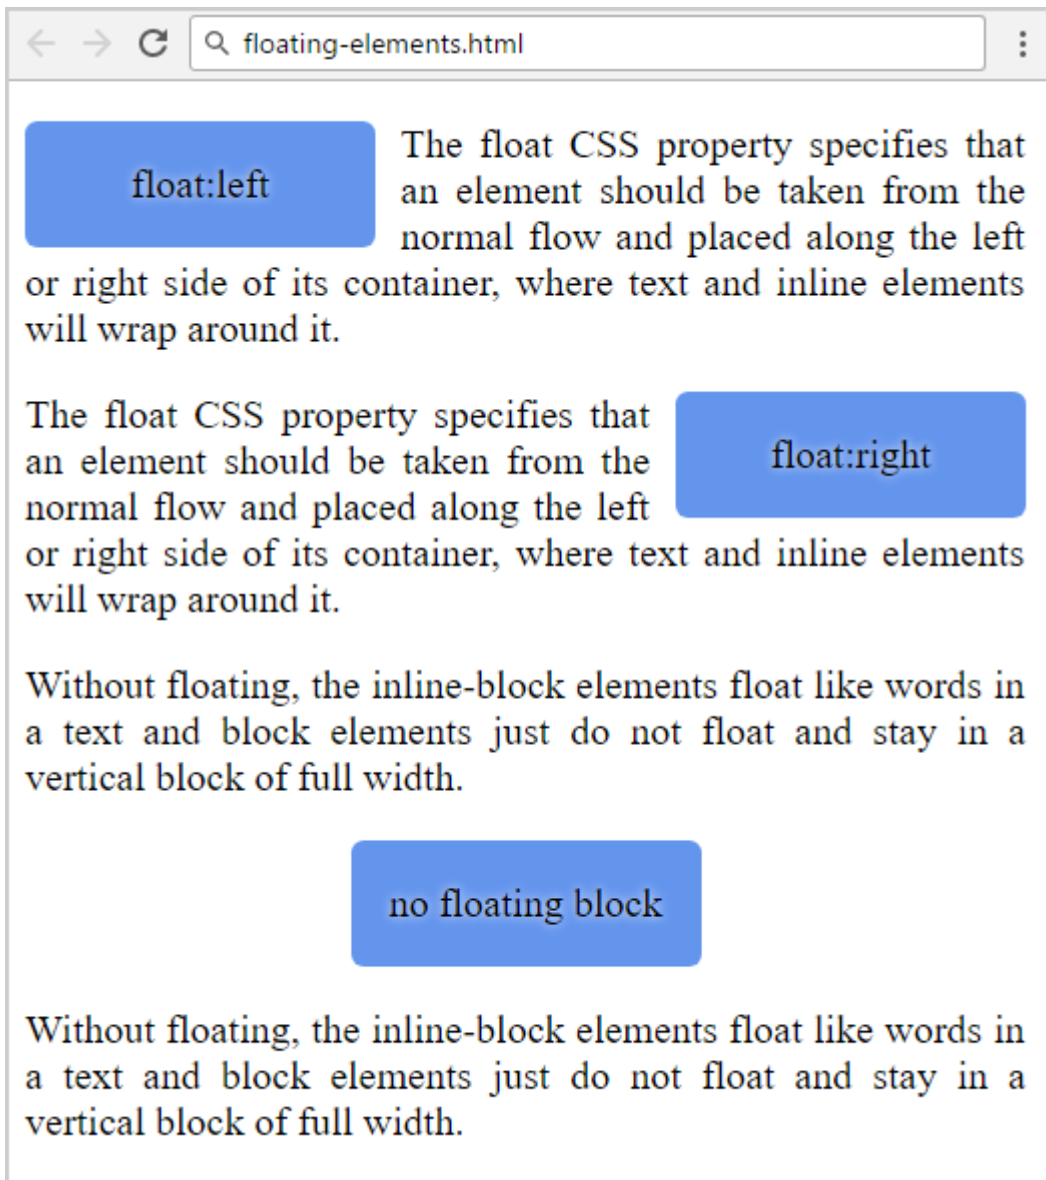 floating-elements.html
float:left
The float CSS property specifies that
an element should be taken from the
normal flow and placed along the left
or right side of its container, where text and inline elements
will wrap around it.
The float CSS property specifies that
an element should be taken from the
normal flow and placed along the left
float:right
or right side of its container, where text and inline elements
will wrap around it.
Without floating, the inline-block elements float like words in
a text and block elements just do not float and stay in a
vertical block of full width.
no floating block
Without floating, the inline-block elements float like words in
a text and block elements just do not float and stay in a
vertical block of full width.